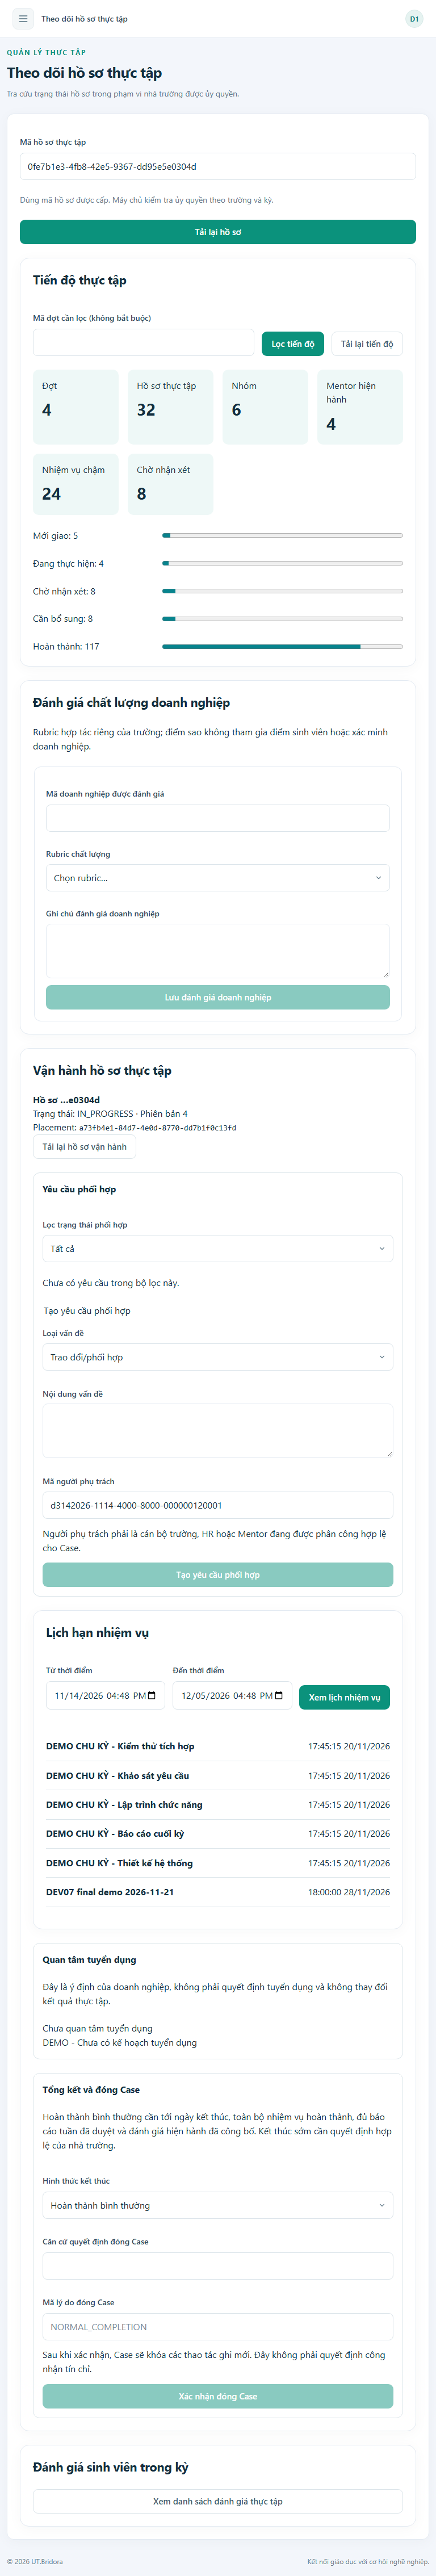 Theo dõi hồ sơ thực tập
D1
QUẢN LÝ THỰC TẬP
Theo dõi hồ sơ thực tập
Tra cứu trạng thái hồ sơ trong phạm vi nhà trường được ủy quyền.
Mã hồ sơ thực tập
0fe7b1e3-4fb8-42e5-9367-dd95e5e0304d
Dùng mã hồ sơ được cấp. Máy chủ kiểm tra ủy quyền theo trường và kỳ.
Tải lại hồ sơ
Tiến độ thực tập
Mã đợt cần lọc (không bắt buộc)
Lọc tiến độ
Tải lại tiến độ
Đợt
4
Hồ sơ thực tập
32
Nhóm
6
Mentor hiện
hành
4
Nhiệm vụ chậm
24
Chờ nhận xét
8
Mới giao: 5
Đang thực hiện: 4
Chờ nhận xét: 8
Cần bổ sung: 8
Hoàn thành: 117
Đánh giá chất lượng doanh nghiệp
Rubric hợp tác riêng của trường; điểm sao không tham gia điểm sinh viên hoặc xác minh
doanh nghiệp.
Mã doanh nghiệp được đánh giá
Rubric chất lượng
Chọn rubric...
Ghi chú đánh giá doanh nghiệp
Lưu đánh giá doanh nghiệp
Vận hành hồ sơ thực tập
Hồ sơ …e0304d
Trạng thái: IN_PROGRESS · Phiên bản 4
Placement: a73fb4e1-84d7-4e0d-8770-dd7b1f0c13fd
Tải lại hồ sơ vận hành
Yêu cầu phối hợp
Lọc trạng thái phối hợp
Tất cả
Chưa có yêu cầu trong bộ lọc này.
Tạo yêu cầu phối hợp
Loại vấn đề
Trao đổi/phối hợp
Nội dung vấn đề
Mã người phụ trách
d3142026-1114-4000-8000-000000120001
Người phụ trách phải là cán bộ trường, HR hoặc Mentor đang được phân công hợp lệ
cho Case.
Tạo yêu cầu phối hợp
Lịch hạn nhiệm vụ
Từ thời điểm
Đến thời điểm
11/14/2026 04:48 PM
12/05/2026 04:48 PM
Xem lịch nhiệm vụ
DEMO CHU KỲ - Kiểm thử tích hợp 17:45:15 20/11/2026
DEMO CHU KỲ - Khảo sát yêu cầu 17:45:15 20/11/2026
DEMO CHU KỲ - Lập trình chức năng 17:45:15 20/11/2026
DEMO CHU KỲ - Báo cáo cuối kỳ 17:45:15 20/11/2026
DEMO CHU KỲ - Thiết kế hệ thống 17:45:15 20/11/2026
DEV07 final demo 2026-11-21 18:00:00 28/11/2026
Quan tâm tuyển dụng
Đây là ý định của doanh nghiệp, không phải quyết định tuyển dụng và không thay đổi
kết quả thực tập.
Chưa quan tâm tuyển dụng
DEMO - Chưa có kế hoạch tuyển dụng
Tổng kết và đóng Case
Hoàn thành bình thường cần tới ngày kết thúc, toàn bộ nhiệm vụ hoàn thành, đủ báo
cáo tuần đã duyệt và đánh giá hiện hành đã công bố. Kết thúc sớm cần quyết định hợp
lệ của nhà trường.
Hình thức kết thúc
Hoàn thành bình thường
Căn cứ quyết định đóng Case
Mã lý do đóng Case
NORMAL_COMPLETION
Sau khi xác nhận, Case sẽ khóa các thao tác ghi mới. Đây không phải quyết định công
nhận tín chỉ.
Xác nhận đóng Case
Đánh giá sinh viên trong kỳ
Xem danh sách đánh giá thực tập
© 2026 UT.Bridora
Kết nối giáo dục với cơ hội nghề nghiệp.